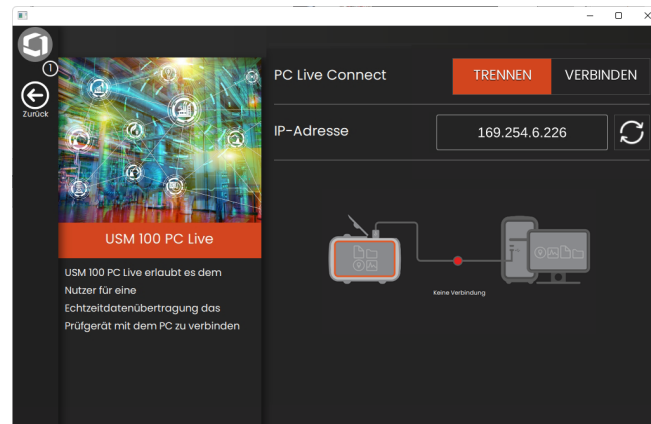 1
Zurück
USM 100 PC Live
USM 100 PC Live erlaubt es dem
Nutzer für eine
Echtzeitdatenübertragung das
Prüfgerät mit dem PC zu verbinden
PC Live Connect
TRENNEN
VERBINDEN
IP-Adresse
169.254.6.226
Keine Verbindung